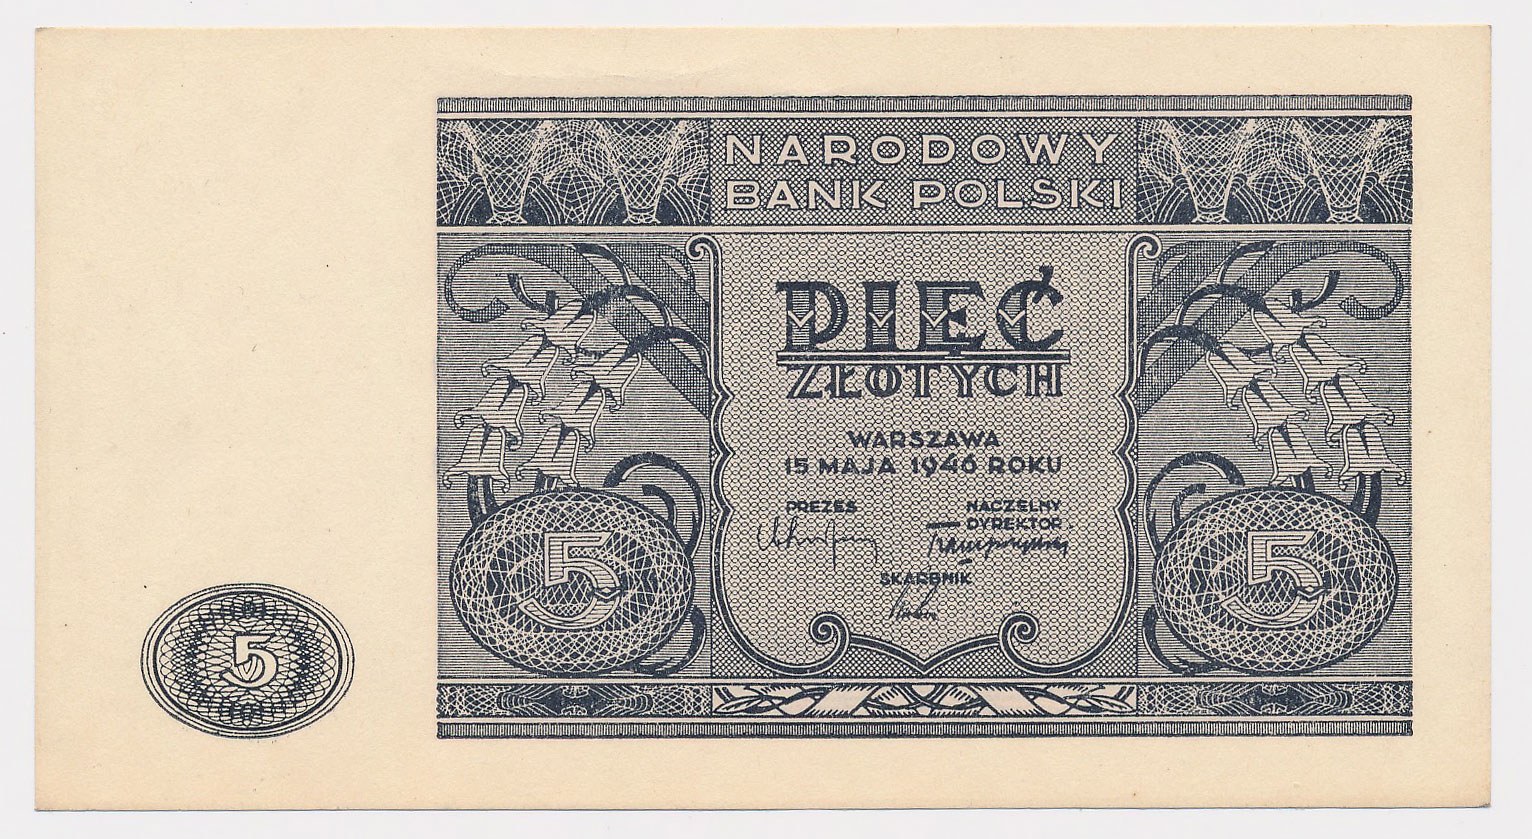 NARODOWY
BANK POLSKI
PIĘĆ
ZŁOTYCH
WARSZAWA
15 MAJA 1946 ROKU
PREZES
NACZELNY
DYREKTOR
SKARBNIK
5
5
5